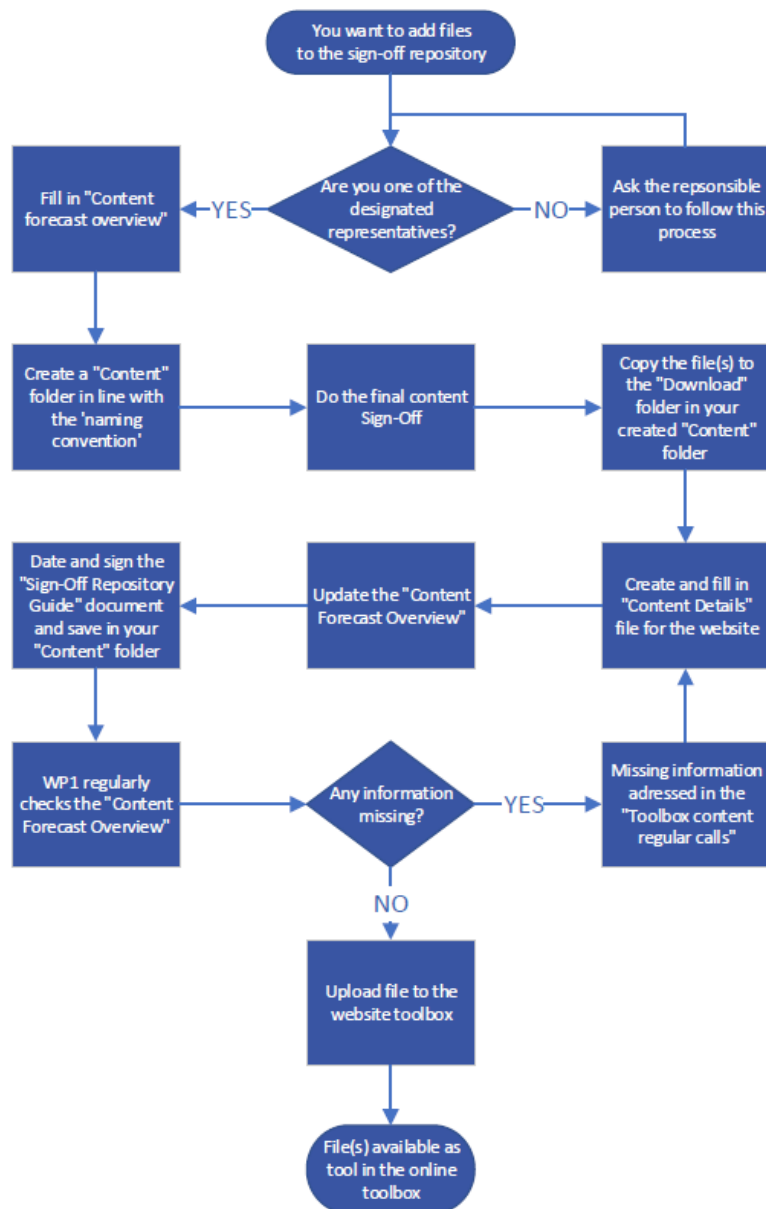 You want to add files
to the sign-off repository
Are you one of the
designated
representatives?
YES
NO
Fill in "Content
forecast overview"
Ask the repsonsible
person to follow this
process
Create a "Content"
folder in line with
the 'naming
convention'
Do the final content
Sign-Off
Copy the file(s) to
the "Download"
folder in your
created "Content"
folder
Create and fill in
"Content Details"
file for the website
Update the "Content
Forecast Overview"
Date and sign the
"Sign-Off Repository
Guide" document
and save in your
"Content" folder
WP1 regularly
checks the "Content
Forecast Overview"
Any information
missing?
YES
Missing information
adressed in the
"Toolbox content
regular calls"
NO
Upload file to the
website toolbox
File(s) available as
tool in the online
toolbox